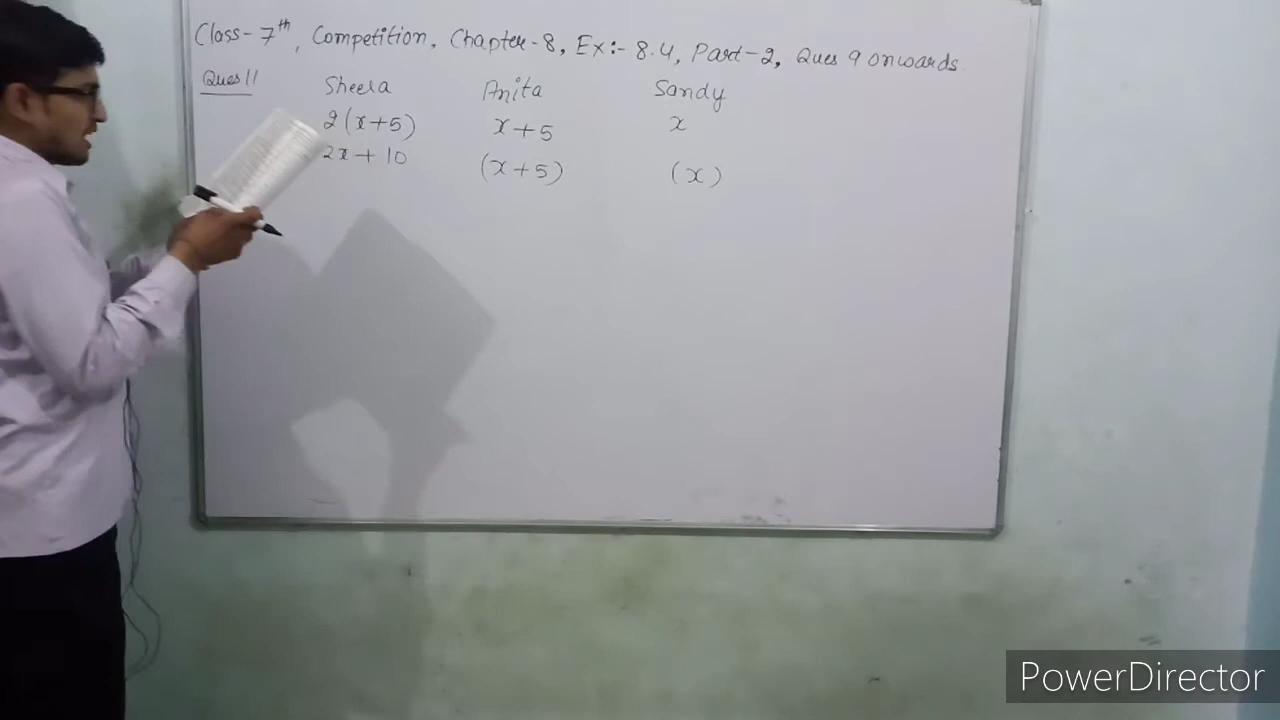 Class-7th, Competition, Chapter-8, Ex:- 8.4, Part-2, Ques 9 onwards.
Ques 11 Sheela Anita Sandy
2(x+5) x+5 x
2x+10 (x+5) (x)
PowerDirector